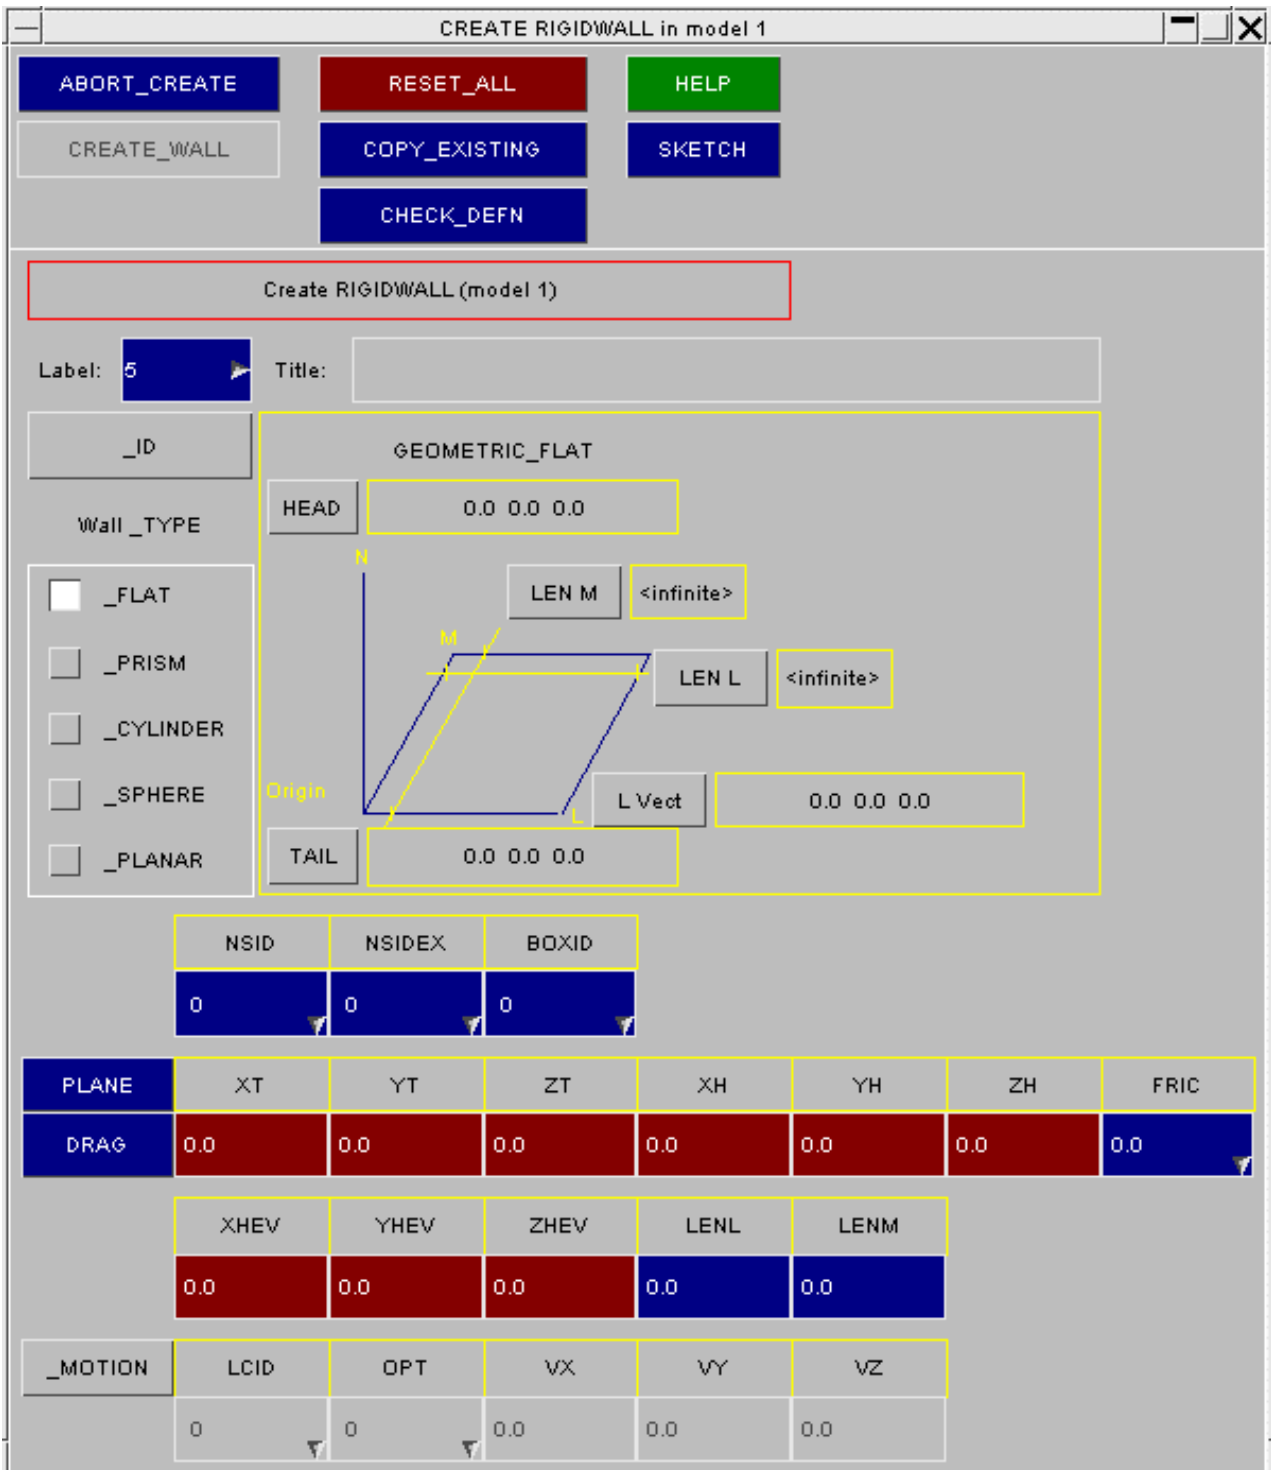 CREATE RIGIDWALL in model 1
ABORT_CREATE RESET_ALL HELP
CREATE_WALL COPY_EXISTING SKETCH
CHECK_DEFN
Create RIGIDWALL (model 1)
Label: 5 Title:
_ID GEOMETRIC_FLAT
HEAD 0.0 0.0 0.0
Wall _TYPE
N
_FLAT LEN M <infinite>
M
_PRISM LEN L <infinite>
_CYLINDER
_SPHERE Origin L L Vect 0.0 0.0 0.0
_PLANAR TAIL 0.0 0.0 0.0
NSID NSIDEX BOXID
0 0 0
PLANE XT YT ZT XH YH ZH FRIC
DRAG 0.0 0.0 0.0 0.0 0.0 0.0 0.0
XHEV YHEV ZHEV LENL LENM
0.0 0.0 0.0 0.0 0.0
_MOTION LCID OPT VX VY VZ
0 0 0.0 0.0 0.0